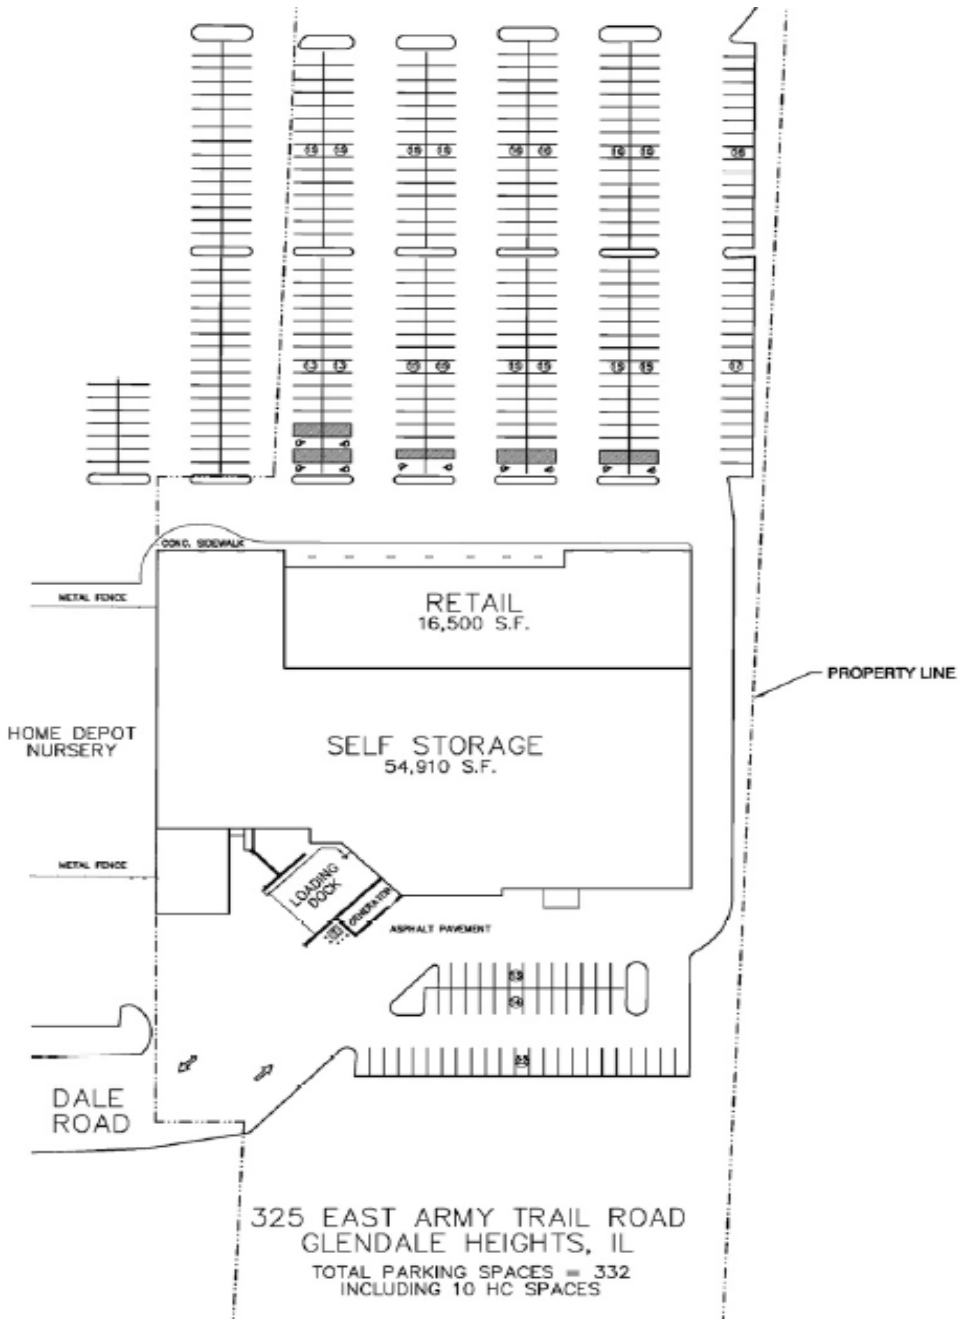 CONC. SIDEWALK
METAL FENCE
RETAIL
16,500 S.F.
PROPERTY LINE
HOME DEPOT
NURSERY
SELF STORAGE
54,910 S.F.
METAL FENCE
LOADING
DOCK
GENERATOR
ASPHALT PAVEMENT
DALE
ROAD
325 EAST ARMY TRAIL ROAD
GLENDALE HEIGHTS, IL
TOTAL PARKING SPACES = 332
INCLUDING 10 HC SPACES